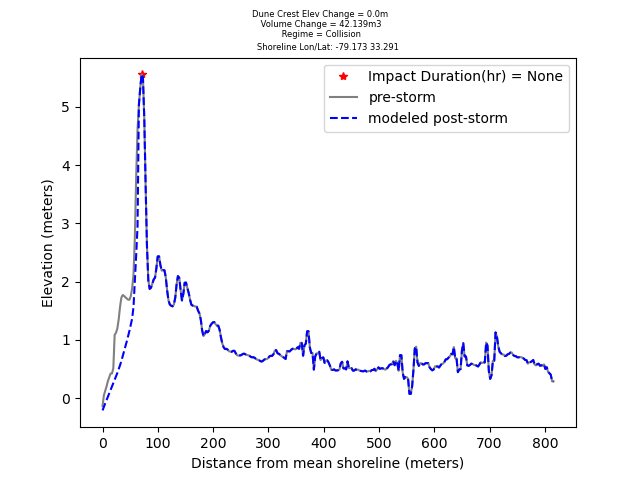 Dune Crest Elev Change = 0.0m
Volume Change = 42.139m3
Regime = Collision
Shoreline Lon/Lat: -79.173 33.291
Impact Duration(hr) = None
pre-storm
modeled post-storm
Elevation (meters)
5
4
3
2
1
0
0 100 200 300 400 500 600 700 800
Distance from mean shoreline (meters)